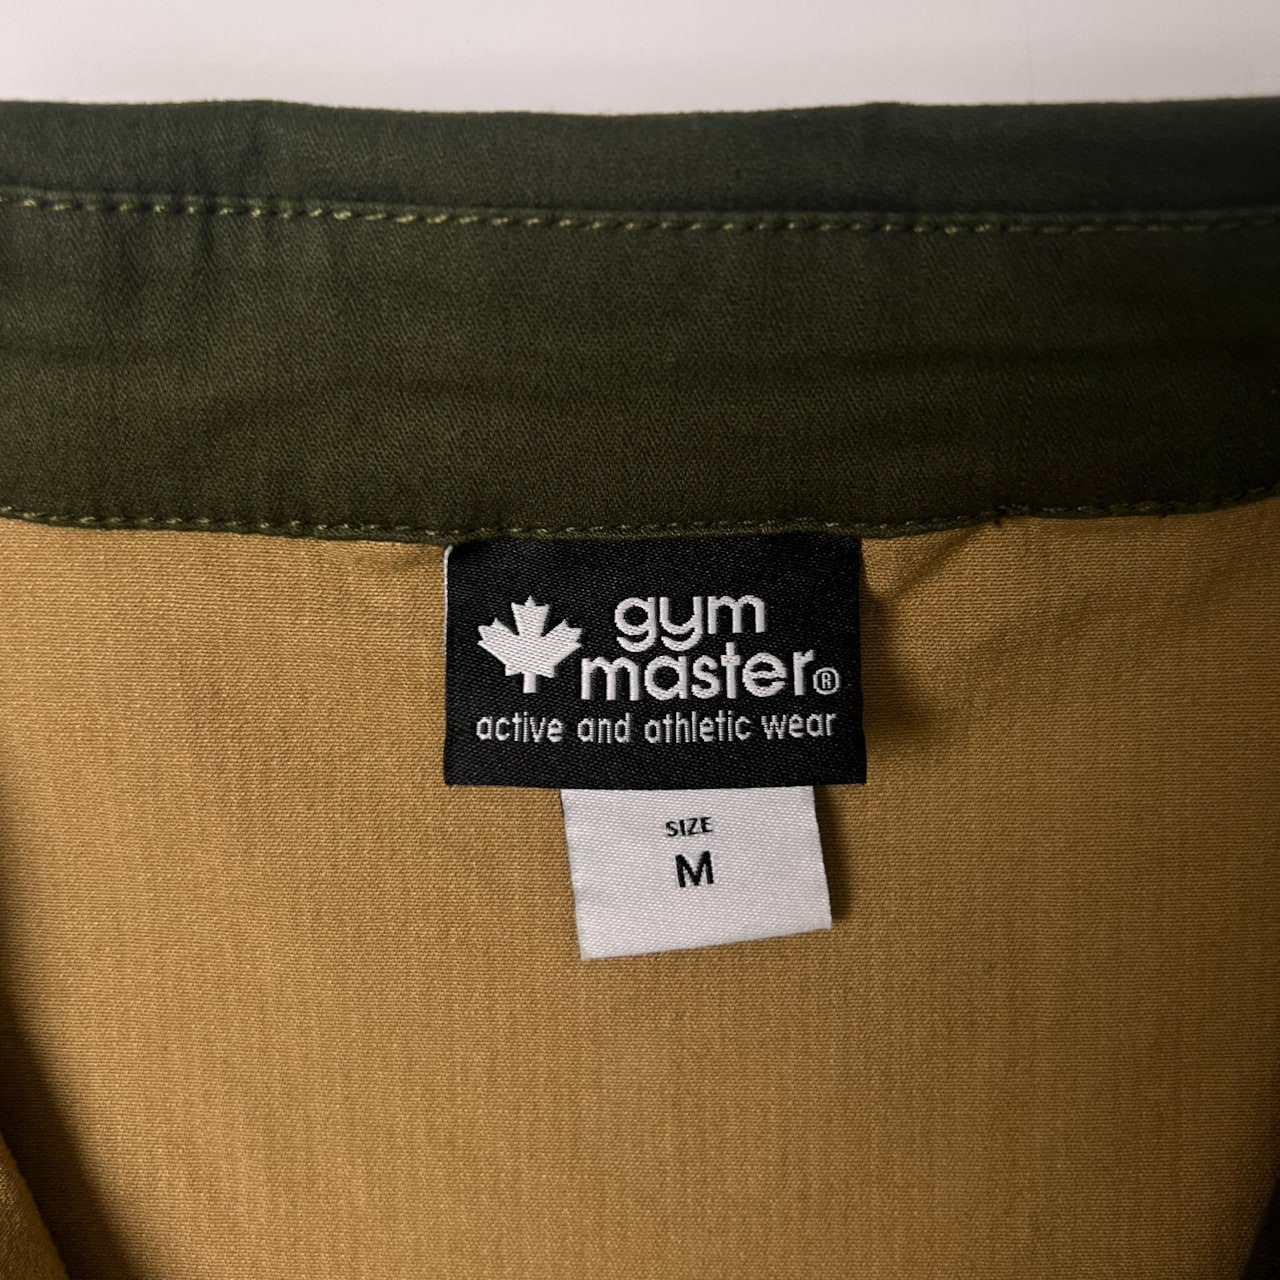 gym
master®
active and athletic wear
SIZE
M